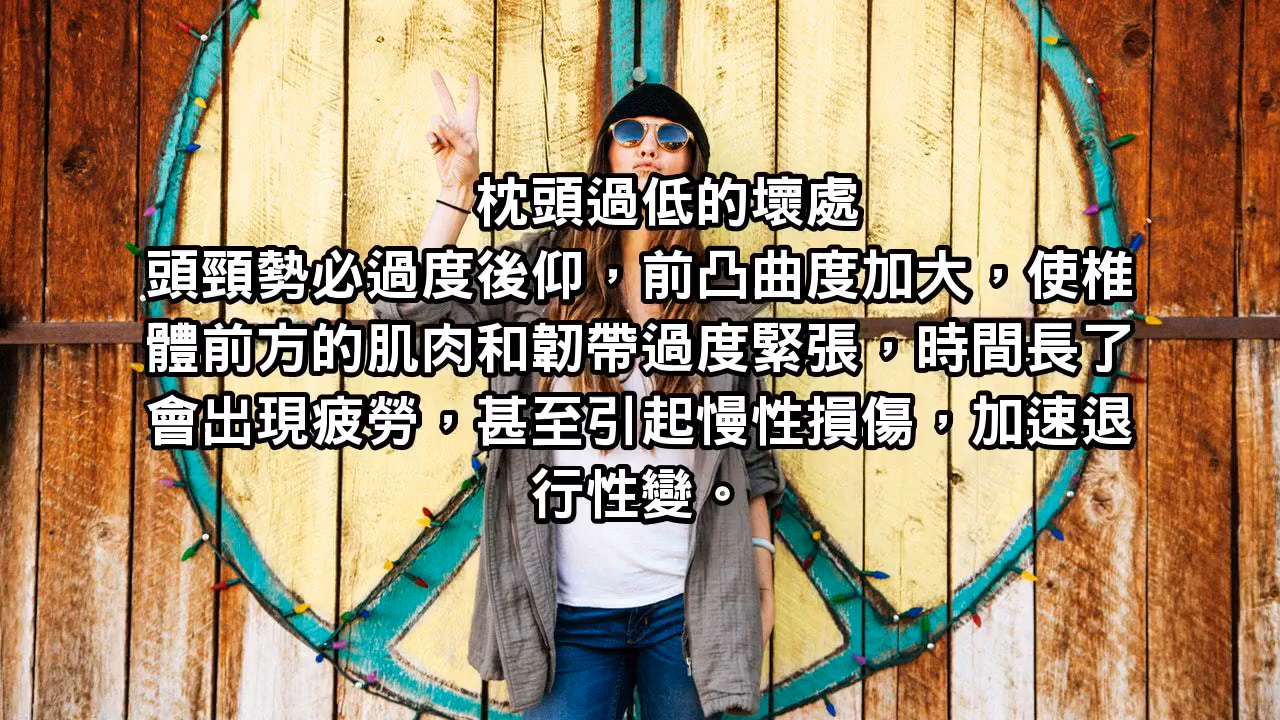 枕頭過低的壞處
頭頸勢必過度後仰，前凸曲度加大，使椎
體前方的肌肉和韌帶過度緊張，時間長了
會出現疲勞，甚至引起慢性損傷，加速退
行性變。